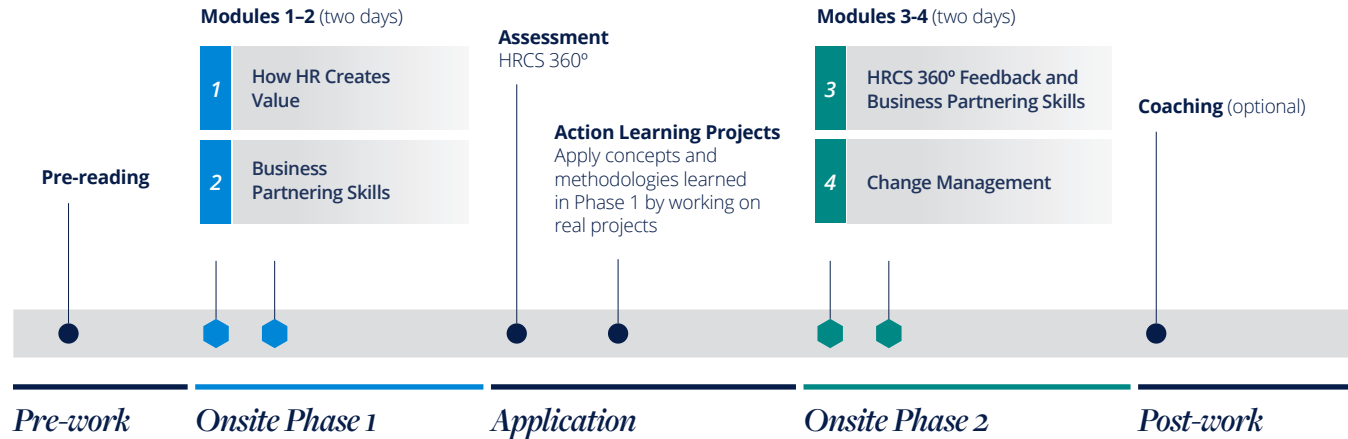 Pre-reading
Modules 1–2 (two days)
1
How HR Creates
Value
2
Business
Partnering Skills
Assessment
HRCS 360º
Action Learning Projects
Apply concepts and
methodologies learned
in Phase 1 by working on
real projects
Modules 3-4 (two days)
3
HRCS 360º Feedback and
Business Partnering Skills
4
Change Management
Coaching (optional)
Pre-work
Onsite Phase 1
Application
Onsite Phase 2
Post-work